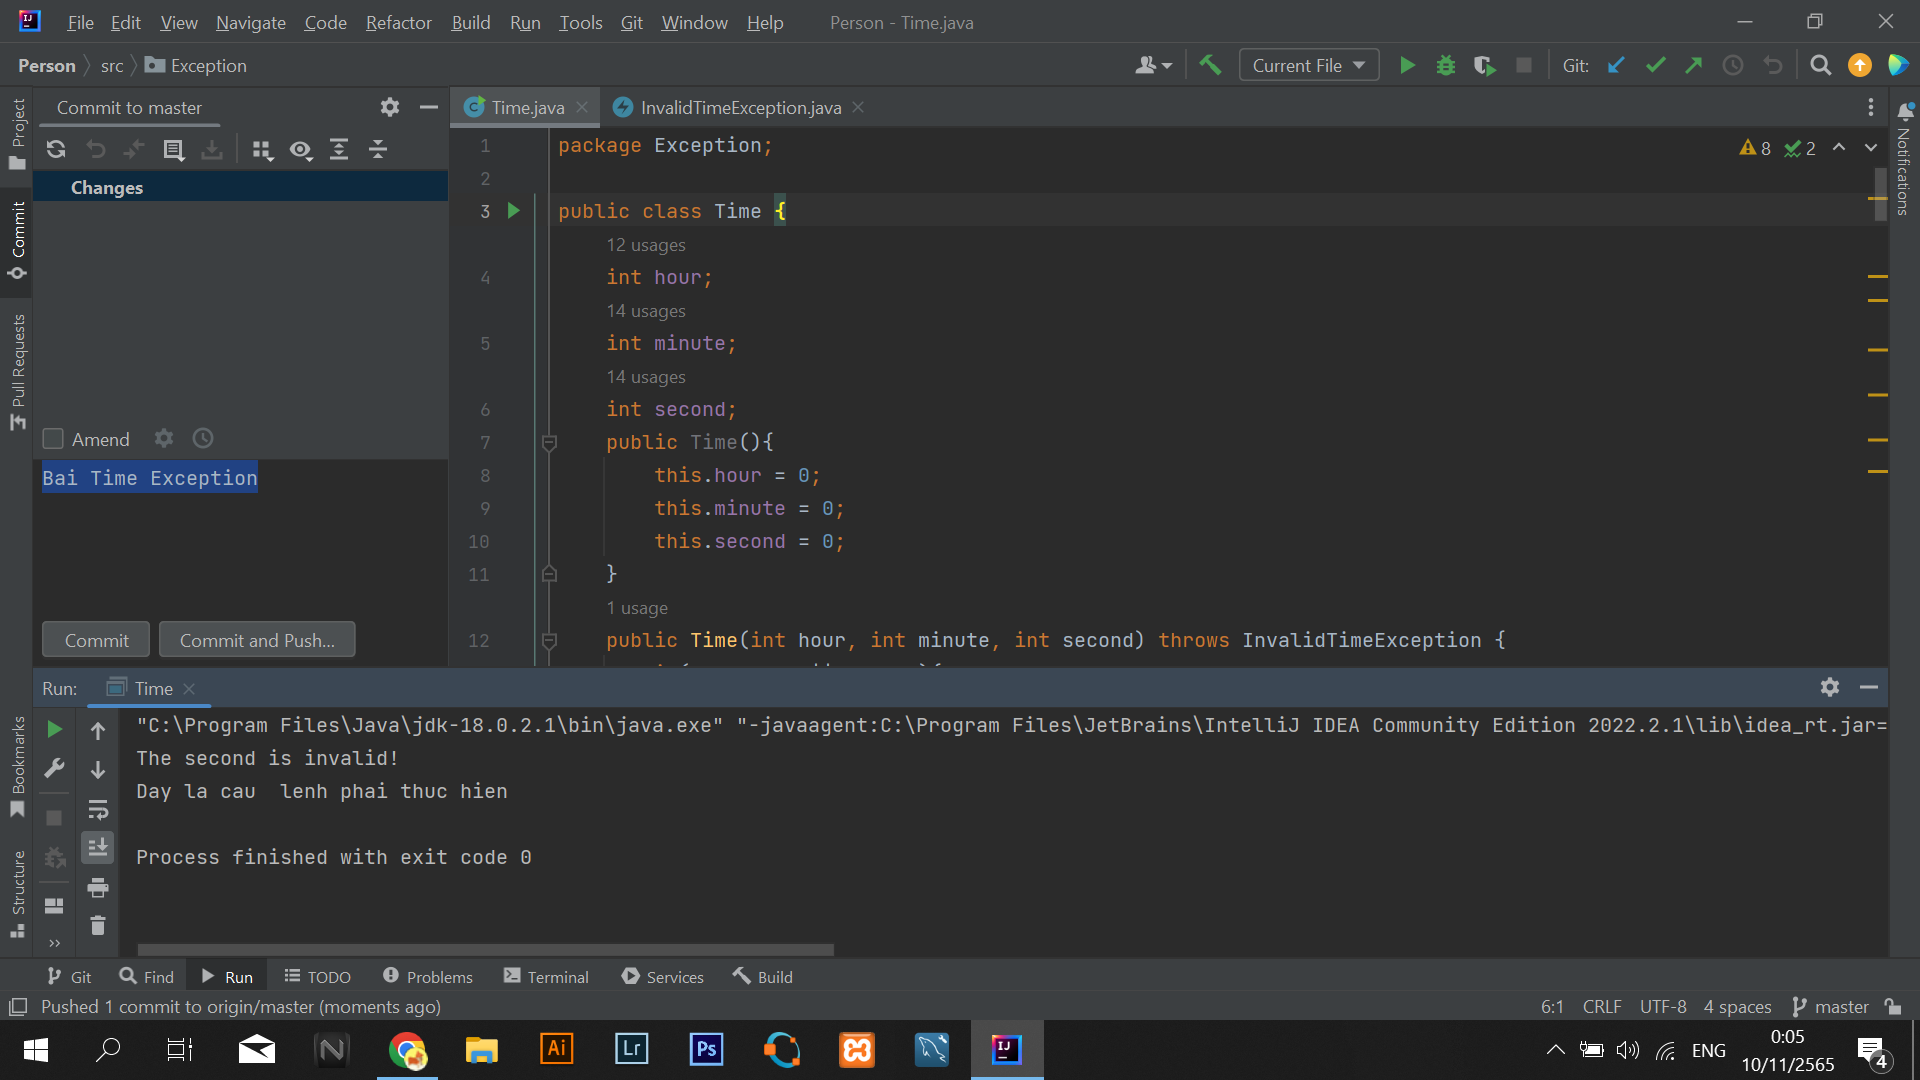 File Edit View Navigate Code Refactor Build Run Tools Git Window Help Person - Time.java
Person src Exception Current File Git:
Project
Commit
Pull Requests
Bookmarks
Structure
Commit to master
Changes
Amend
Bai Time Exception
Commit Commit and Push...
Time.java InvalidTimeException.java
8 2
Notifications
1 package Exception;
2
3 public class Time {
12 usages
4 int hour;
14 usages
5 int minute;
14 usages
6 int second;
7 public Time(){
8 this.hour = 0;
9 this.minute = 0;
10 this.second = 0;
11 }
1 usage
12 public Time(int hour, int minute, int second) throws InvalidTimeException {
Run: Time
"C:\Program Files\Java\jdk-18.0.2.1\bin\java.exe" "-javaagent:C:\Program Files\JetBrains\IntelliJ IDEA Community Edition 2022.2.1\lib\idea_rt.jar=
The second is invalid!
Day la cau  lenh phai thuc hien
Process finished with exit code 0
Git Find Run TODO Problems Terminal Services Build
Pushed 1 commit to origin/master (moments ago) 6:1 CRLF UTF-8 4 spaces master
Ai Lr Ps IJ ENG 0:05
10/11/2565 4